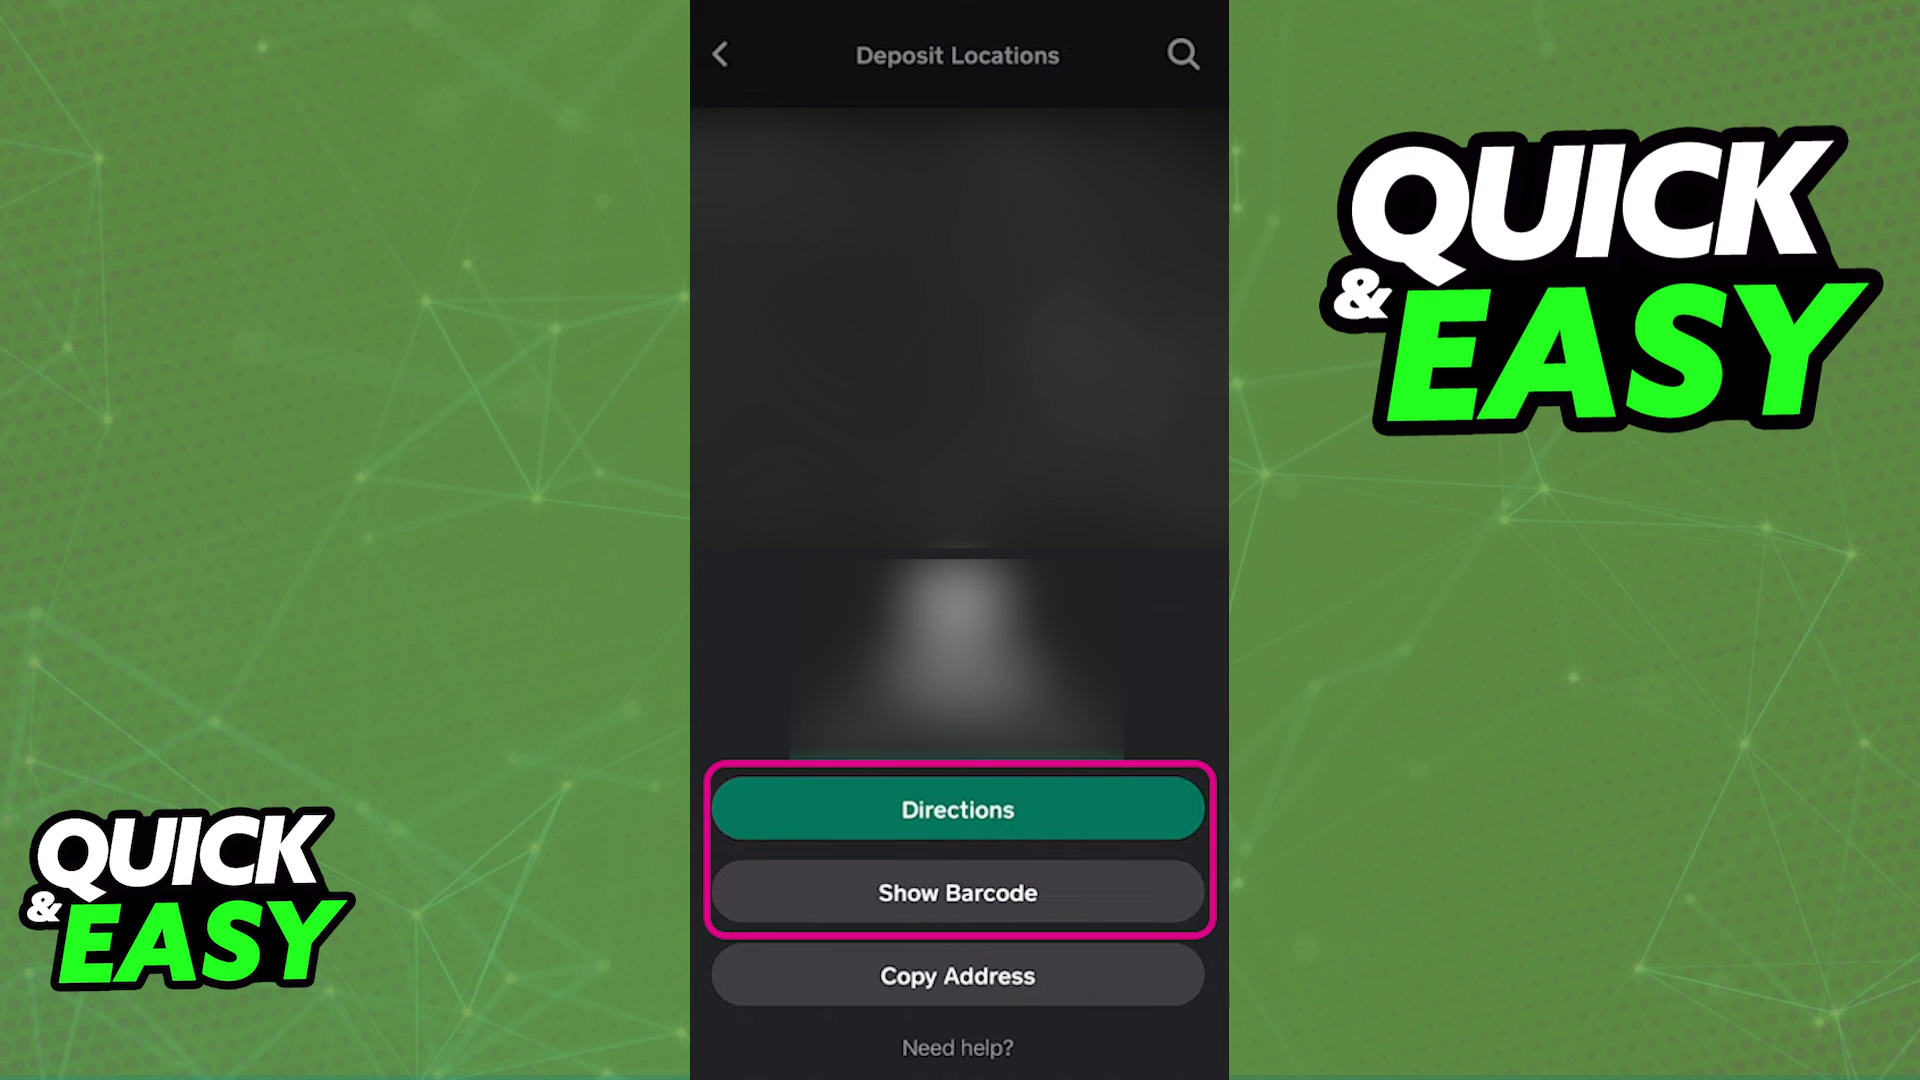 Deposit Locations
QUICK
& EASY
Directions
Show Barcode
Copy Address
Need help?
QUICK
& EASY